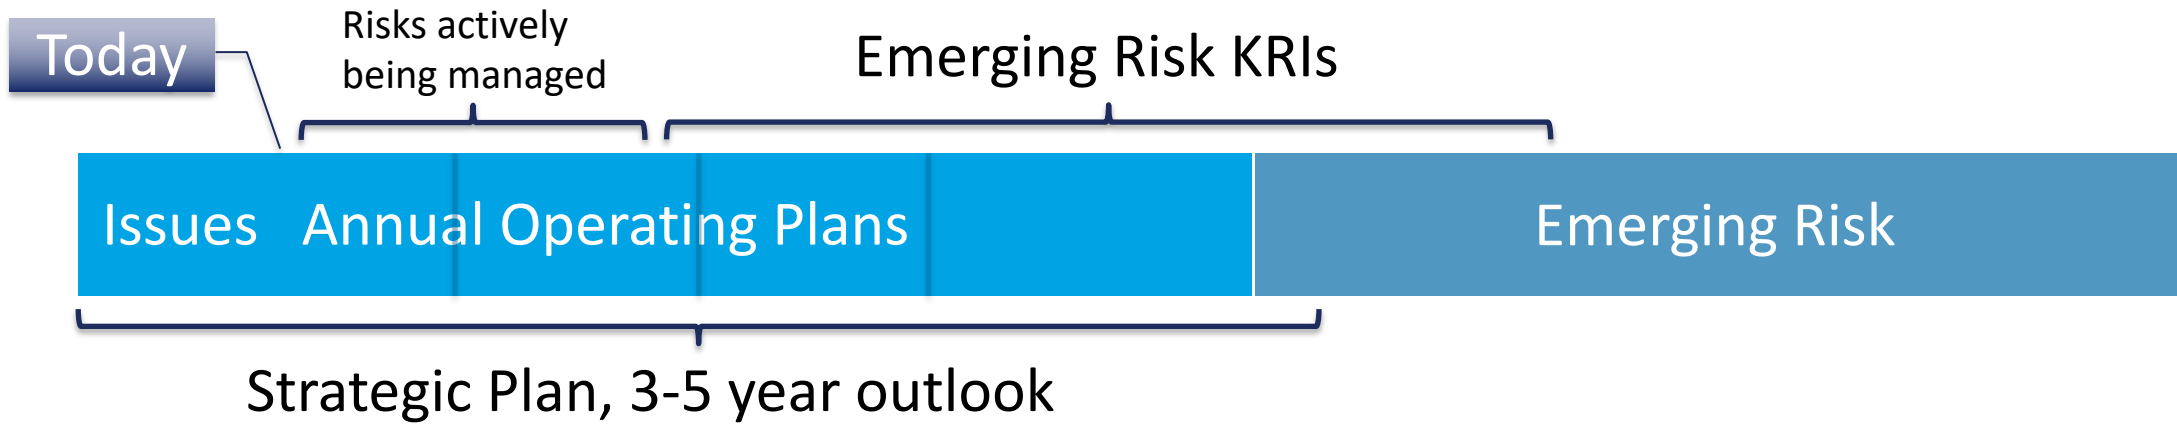 Today
Risks actively
being managed
Emerging Risk KRIs
Issues
Annual Operating Plans
Emerging Risk
Strategic Plan, 3-5 year outlook